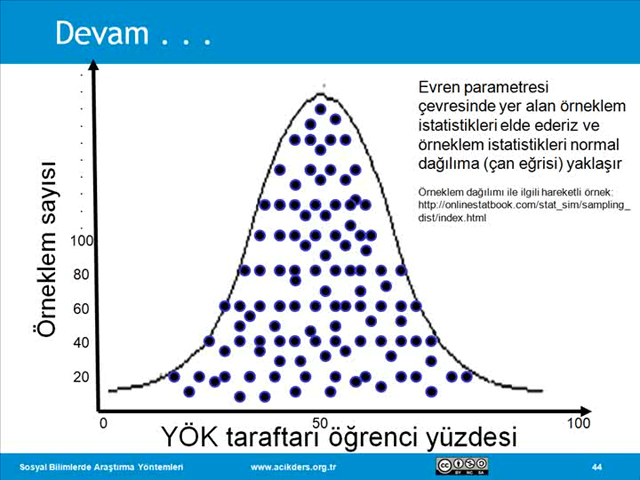 Devam . . .
Evren parametresi
çevresinde yer alan örneklem
istatistikleri elde ederiz ve
örneklem istatistikleri normal
dağılıma (çan eğrisi) yaklaşır
Örneklem dağılımı ile ilgili hareketli örnek:
http://onlinestatbook.com/stat_sim/sampling_
dist/index.html
Örneklem sayısı
100
80
60
40
20
0
50
100
YÖK taraftarı öğrenci yüzdesi
Sosyal Bilimlerde Araştırma Yöntemleri
www.acikders.org.tr
44